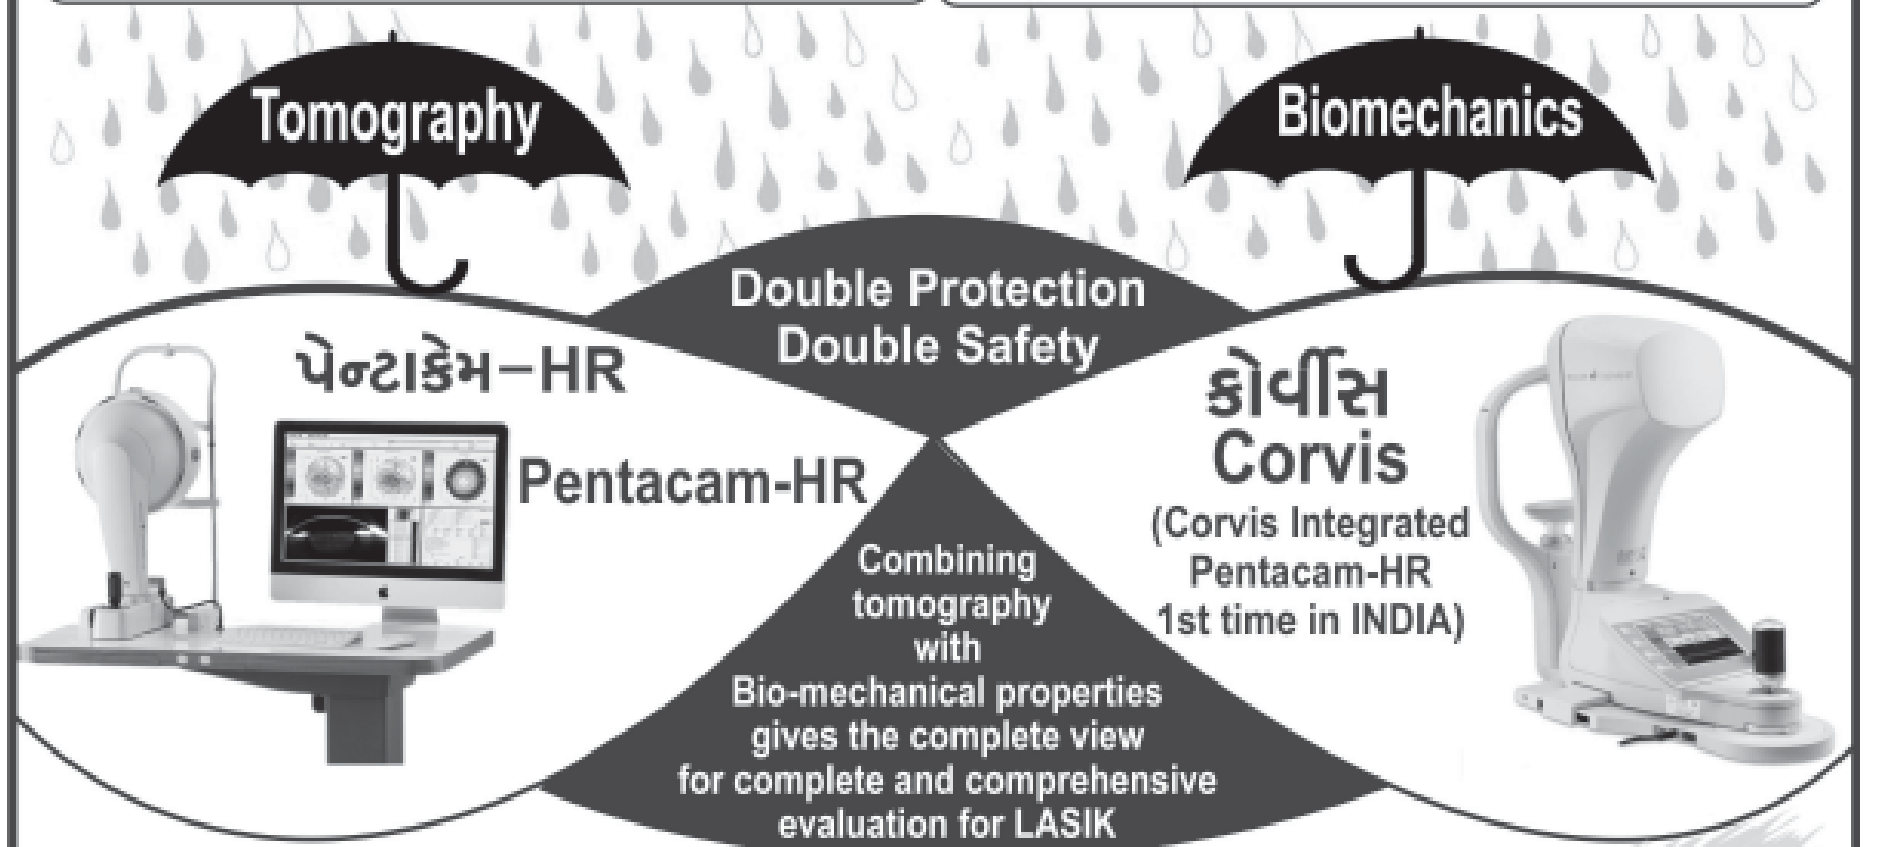 Tomography
Biomechanics
Double Protection
Double Safety
પેન્ટાકેમ–HR
Pentacam-HR
કોર્વીસ
Corvis
(Corvis Integrated
Pentacam-HR
1st time in INDIA)
Combining
tomography
with
Bio-mechanical properties
gives the complete view
for complete and comprehensive
evaluation for LASIK